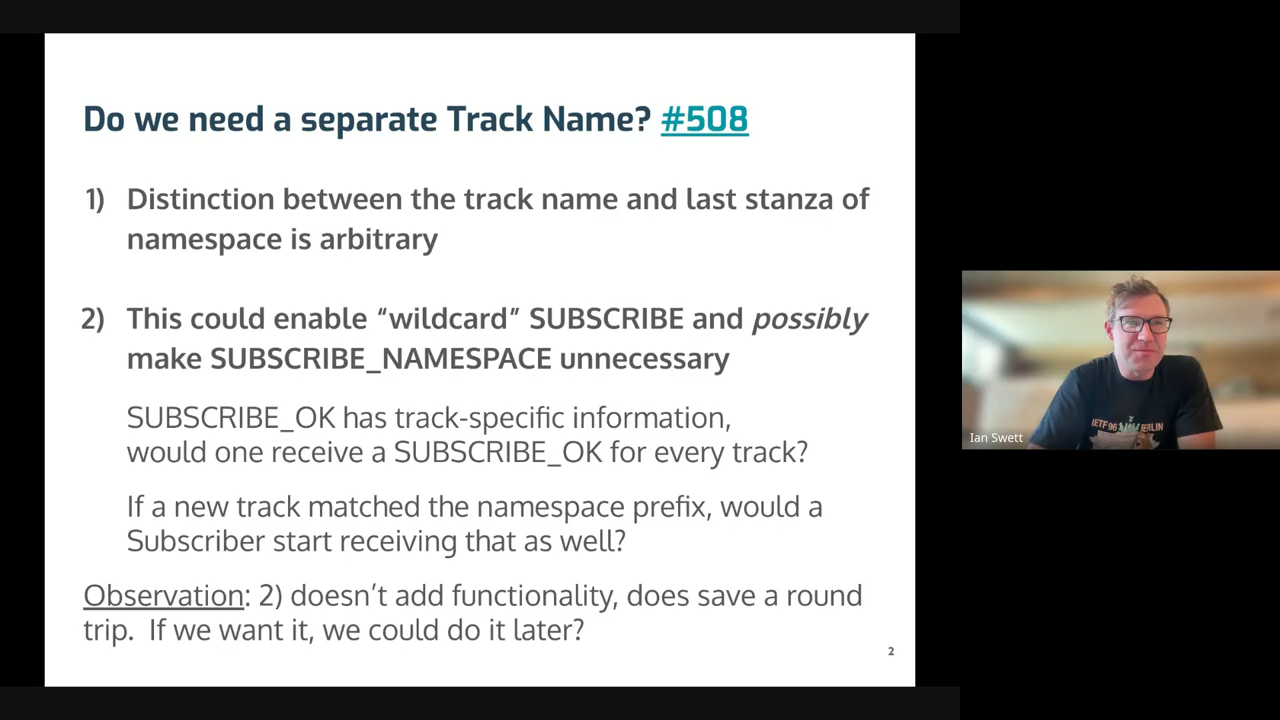 Do we need a separate Track Name? #508
1) Distinction between the track name and last stanza of
namespace is arbitrary
2) This could enable “wildcard” SUBSCRIBE and possibly
make SUBSCRIBE_NAMESPACE unnecessary
SUBSCRIBE_OK has track-specific information,
would one receive a SUBSCRIBE_OK for every track?
If a new track matched the namespace prefix, would a
Subscriber start receiving that as well?
Observation: 2) doesn’t add functionality, does save a round
trip.  If we want it, we could do it later?
2
Ian Swett
IETF 96 BERLIN